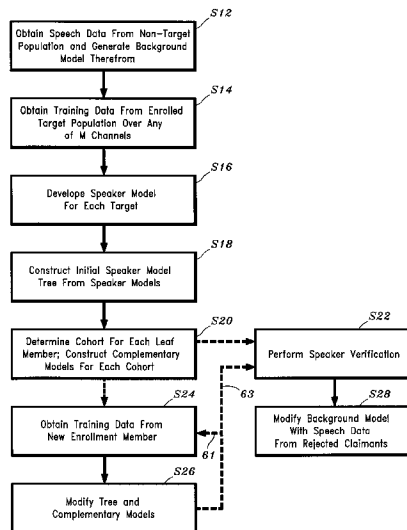 S12
Obtain Speech Data From Non-Target
Population and Generate Background
Model Therefrom
S14
Obtain Training Data From Enrolled
Target Population Over Any
of M Channels
S16
Develope Speaker Model
For Each Target
S18
Construct Initial Speaker Model
Tree From Speaker Models
S20
Determine Cohort For Each Leaf
Member; Construct Complementary
Models For Each Cohort
S22
Perform Speaker Verification
S24
Obtain Training Data From
New Enrollment Member
61
63
S28
Modify Background Model
With Speech Data
From Rejected Claimants
S26
Modify Tree and
Complementary Models